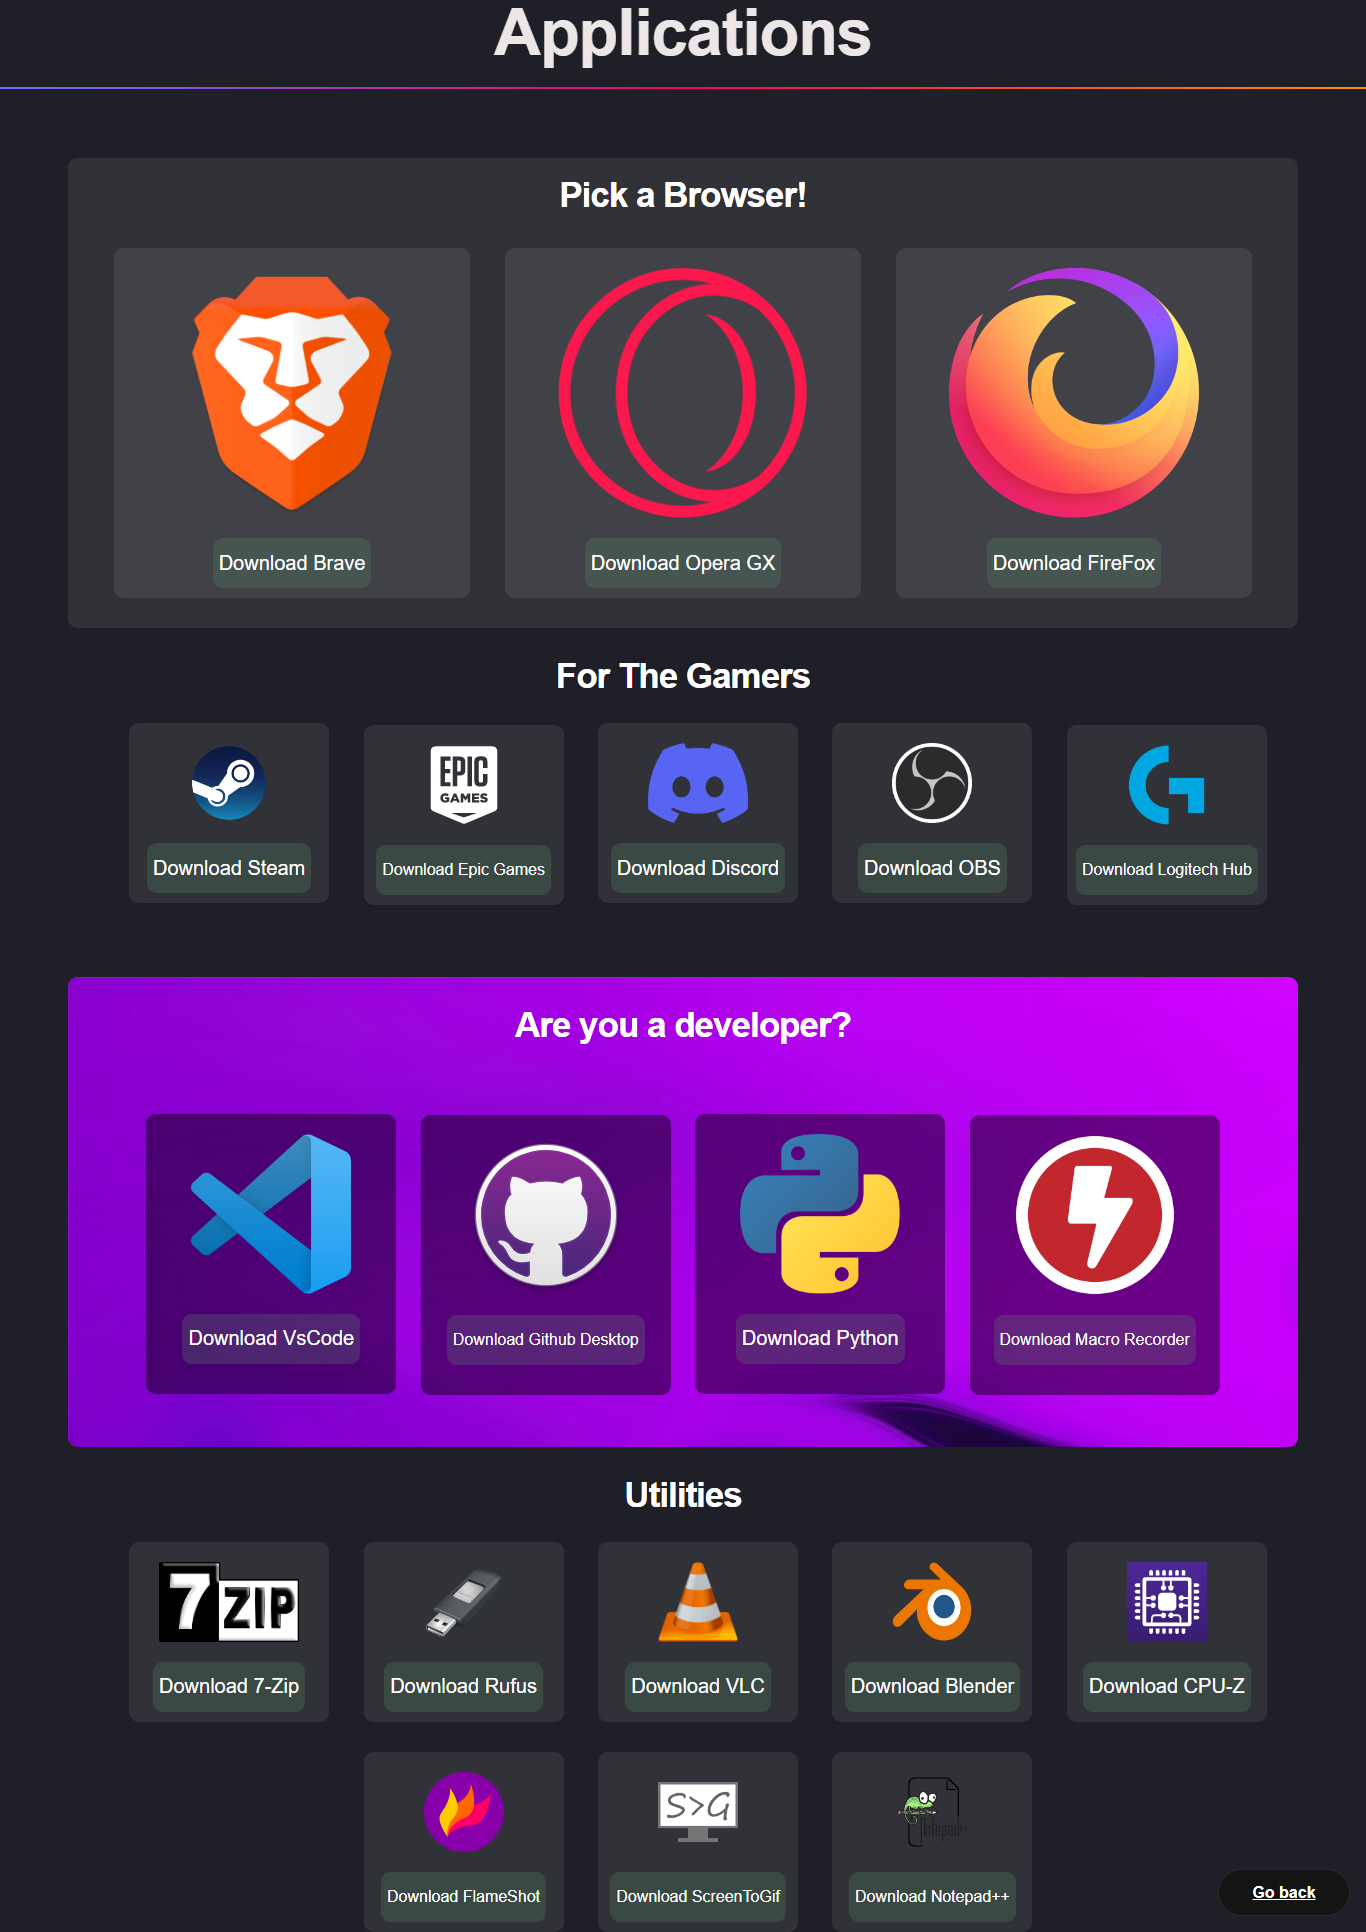 Applications
Pick a Browser!
Download Brave
Download Opera GX
Download FireFox
For The Gamers
EPIC
GAMES
Download Steam
Download Epic Games
Download Discord
Download OBS
Download Logitech Hub
Are you a developer?
Download VsCode
Download Github Desktop
Download Python
Download Macro Recorder
Utilities
7ZIP
Download 7-Zip
Download Rufus
Download VLC
Download Blender
Download CPU-Z
S>G
Notepad++
Download FlameShot
Download ScreenToGif
Download Notepad++
Go back